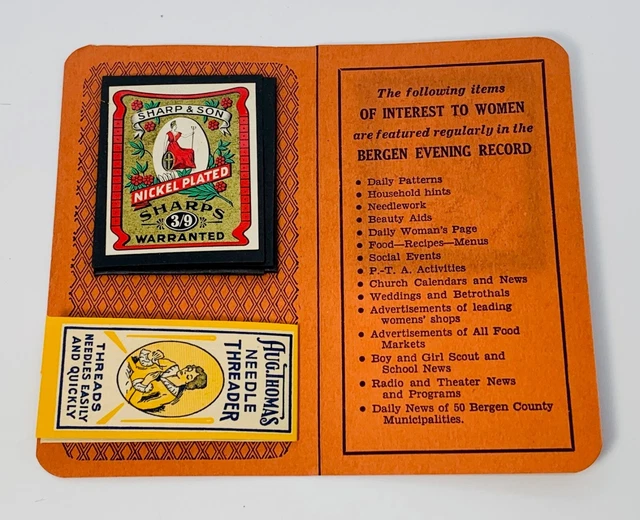 SHARP & SON
NICKEL PLATED
SHARPS
3/9
WARRANTED
AUG. THOMAS
NEEDLE
THREADER
THREADS
NEEDLES EASILY
AND QUICKLY
The following items
OF INTEREST TO WOMEN
are featured regularly in the
BERGEN EVENING RECORD
• Daily Patterns
• Household hints
• Needlework
• Beauty Aids
• Daily Woman's Page
• Food—Recipes—Menus
• Social Events
• P.-T. A. Activities
• Church Calendars and News
• Weddings and Betrothals
• Advertisements of leading
womens' shops
• Advertisements of All Food
Markets
• Boy and Girl Scout and
School News
• Radio and Theater News
and Programs
• Daily News of 50 Bergen County
Municipalities.